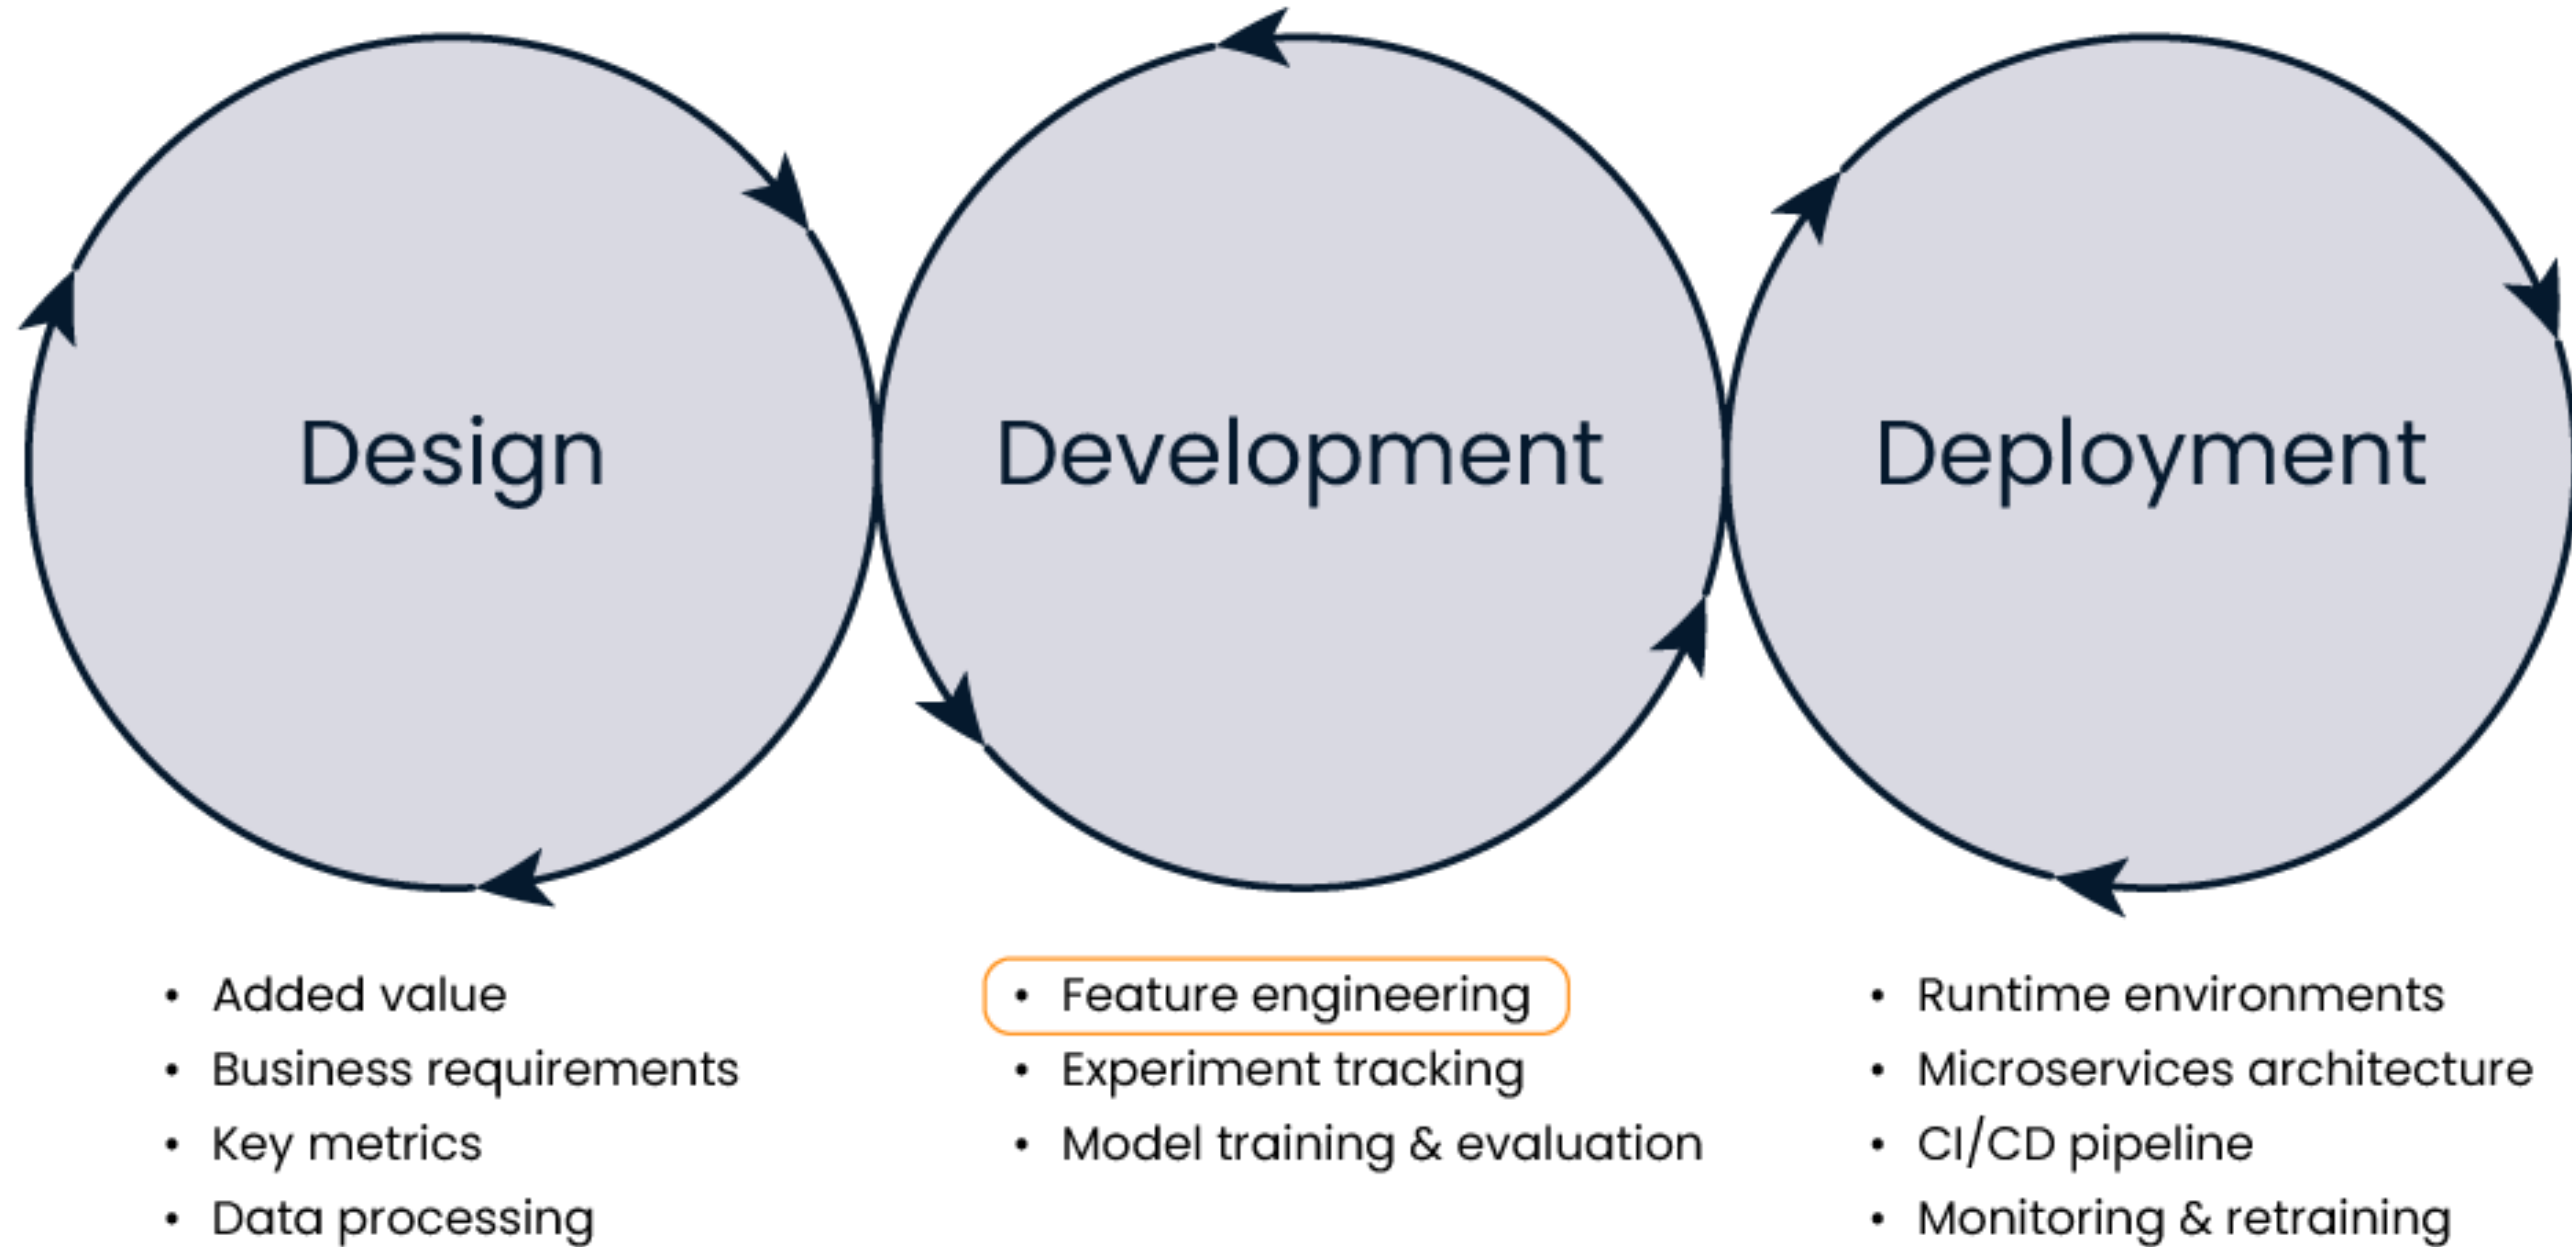 Design
Development
Deployment
• Added value
• Business requirements
• Key metrics
• Data processing
• Feature engineering
• Experiment tracking
• Model training & evaluation
• Runtime environments
• Microservices architecture
• CI/CD pipeline
• Monitoring & retraining